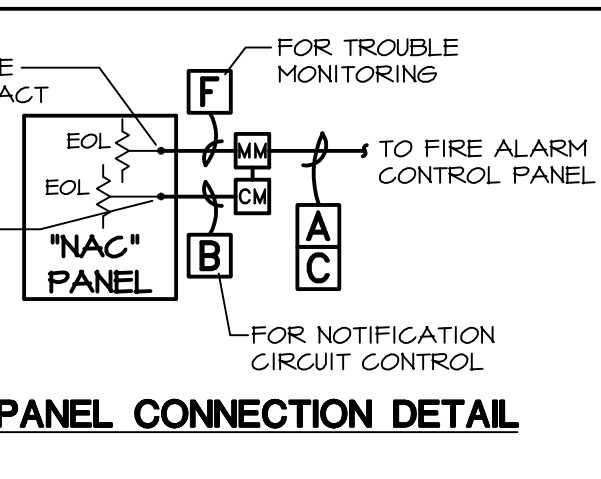 FOR TROUBLE
MONITORING
F
EOL
MM
TO FIRE ALARM
CONTROL PANEL
EOL
CM
"NAC"
PANEL
B
A
C
FOR NOTIFICATION
CIRCUIT CONTROL
PANEL CONNECTION DETAIL